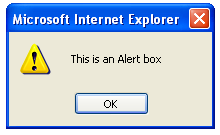 Microsoft Internet Explorer
This is an Alert box
OK